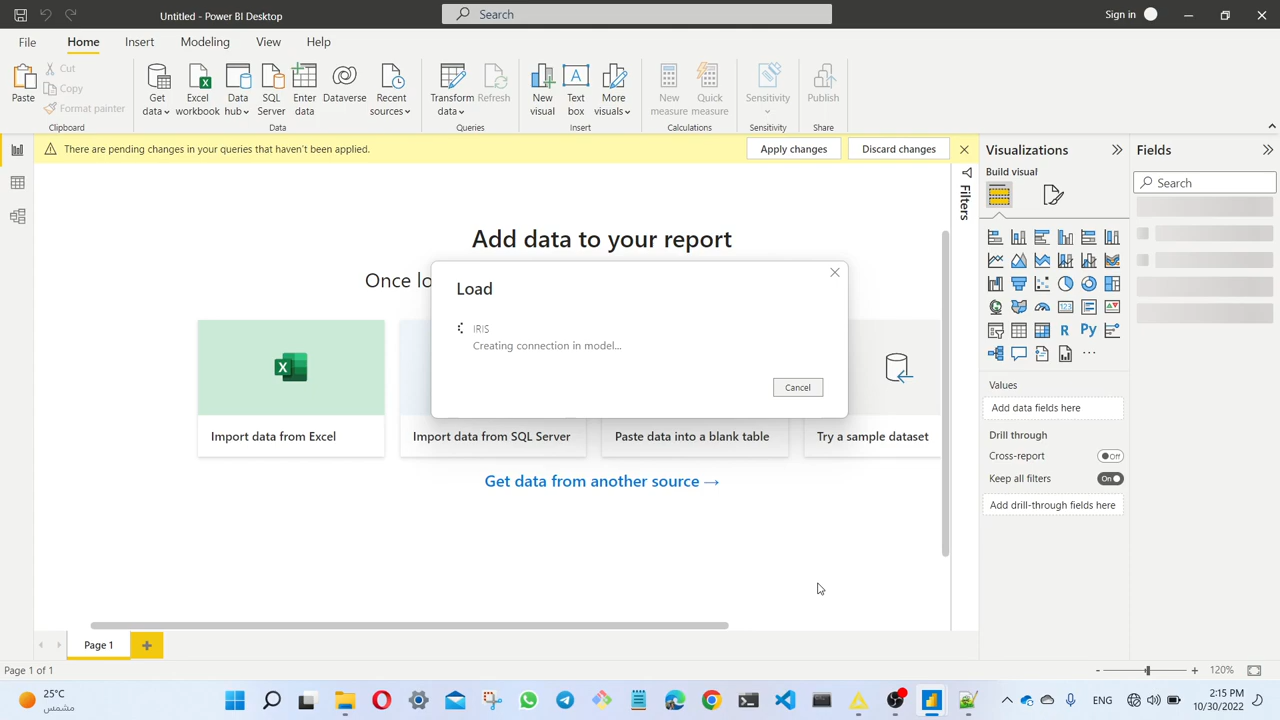 Untitled - Power BI Desktop
Search
Sign in
File
Home
Insert
Modeling
View
Help
Paste
Cut
Copy
Format painter
Clipboard
Get data
Excel workbook
Data hub
SQL Server
Enter data
Dataverse
Recent sources
Data
Transform data
Refresh
Queries
New visual
Text box
More visuals
Insert
New measure
Quick measure
Calculations
Sensitivity
Sensitivity
Publish
Share
There are pending changes in your queries that haven't been applied.
Apply changes
Discard changes
Filters
Visualizations
Build visual
Fields
Search
Add data to your report
Once lo
Load
IRIS
Creating connection in model...
Cancel
Import data from Excel
Import data from SQL Server
Paste data into a blank table
Try a sample dataset
Get data from another source →
R
Py
Values
Add data fields here
Drill through
Cross-report
Off
Keep all filters
On
Add drill-through fields here
Page 1
Page 1 of 1
- + 120%
25°C
مشمس
ENG
2:15 PM
10/30/2022